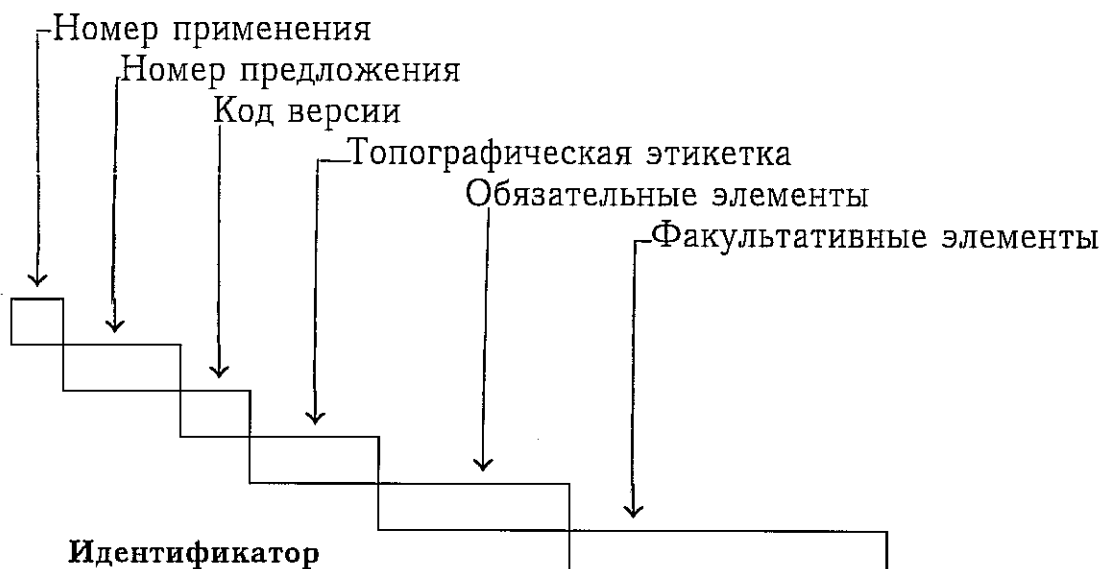 Номер применения
Номер предложения
Код версии
Топографическая этикетка
Обязательные элементы
Факультативные элементы
Идентификатор